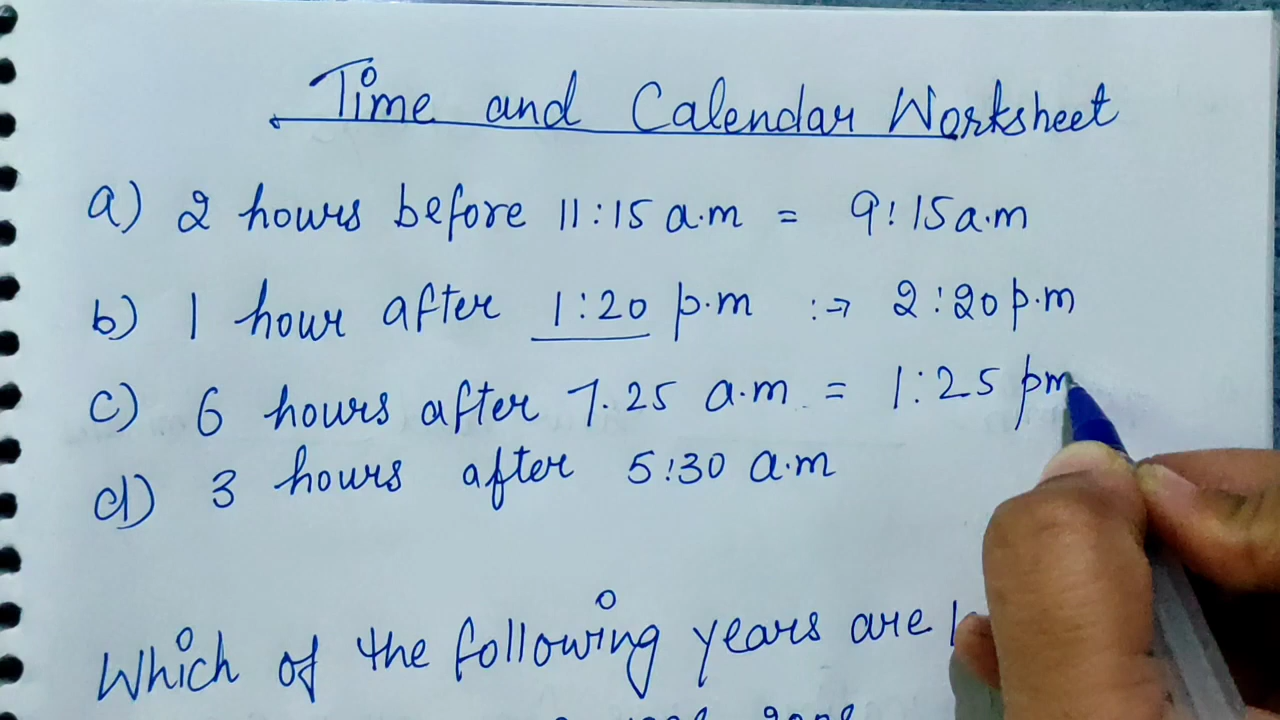 Time and Calendar Worksheet
a) 2 hours before 11:15 a.m = 9:15 a.m
b) 1 hour after 1:20 p.m :→ 2:20 p.m
c) 6 hours after 7.25 a.m = 1:25 pm
d) 3 hours after 5:30 a.m
Which of the following years are